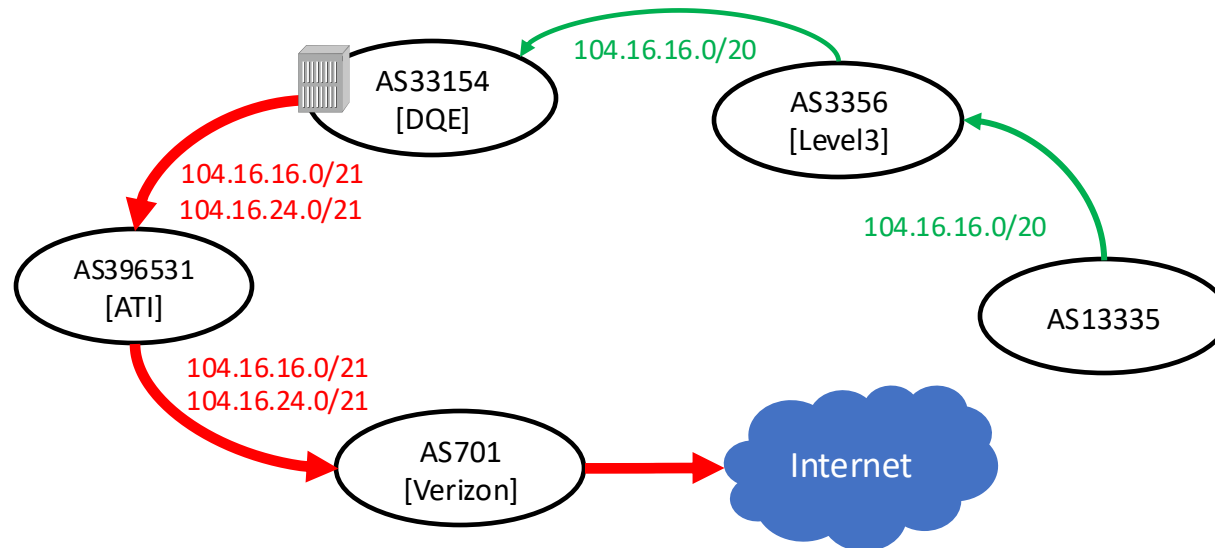 104.16.16.0/20
AS33154
[DQE]
AS3356
[Level3]
104.16.16.0/21
104.16.24.0/21
104.16.16.0/20
AS396531
[ATI]
AS13335
104.16.16.0/21
104.16.24.0/21
AS701
[Verizon]
Internet